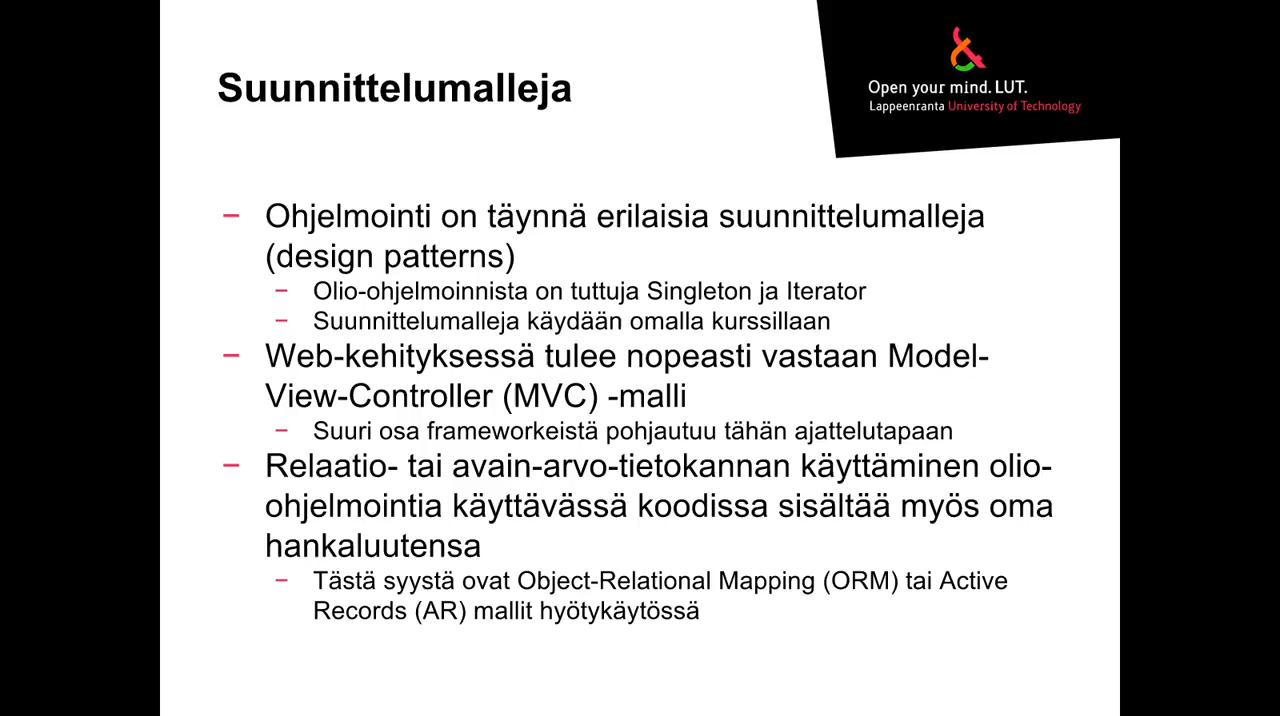 Suunnittelumalleja
Open your mind. LUT.
Lappeenranta University of Technology
– Ohjelmointi on täynnä erilaisia suunnittelumalleja
(design patterns)
– Olio-ohjelmoinnista on tuttuja Singleton ja Iterator
– Suunnittelumalleja käydään omalla kurssillaan
– Web-kehityksessä tulee nopeasti vastaan Model-
View-Controller (MVC) -malli
– Suuri osa frameworkeistä pohjautuu tähän ajattelutapaan
– Relaatio- tai avain-arvo-tietokannan käyttäminen olio-
ohjelmointia käyttävässä koodissa sisältää myös oma
hankaluutensa
– Tästä syystä ovat Object-Relational Mapping (ORM) tai Active
Records (AR) mallit hyötykäytössä